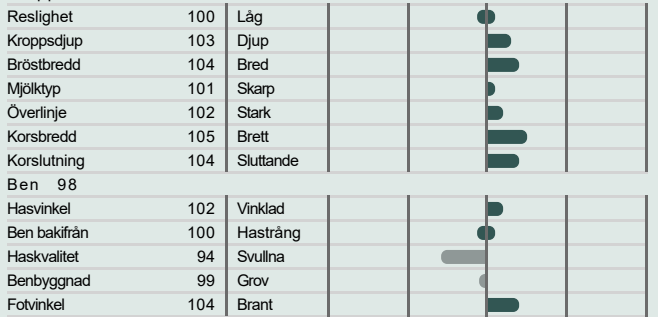 Reslighet 100 Låg
Kroppsdjup 103 Djup
Bröstbredd 104 Bred
Mjölktyp 101 Skarp
Överlinje 102 Stark
Korsbredd 105 Brett
Korslutning 104 Sluttande
Ben 98
Hasvinkel 102 Vinklad
Ben bakifrån 100 Hastrång
Haskvalitet 94 Svullna
Benbyggnad 99 Grov
Fotvinkel 104 Brant